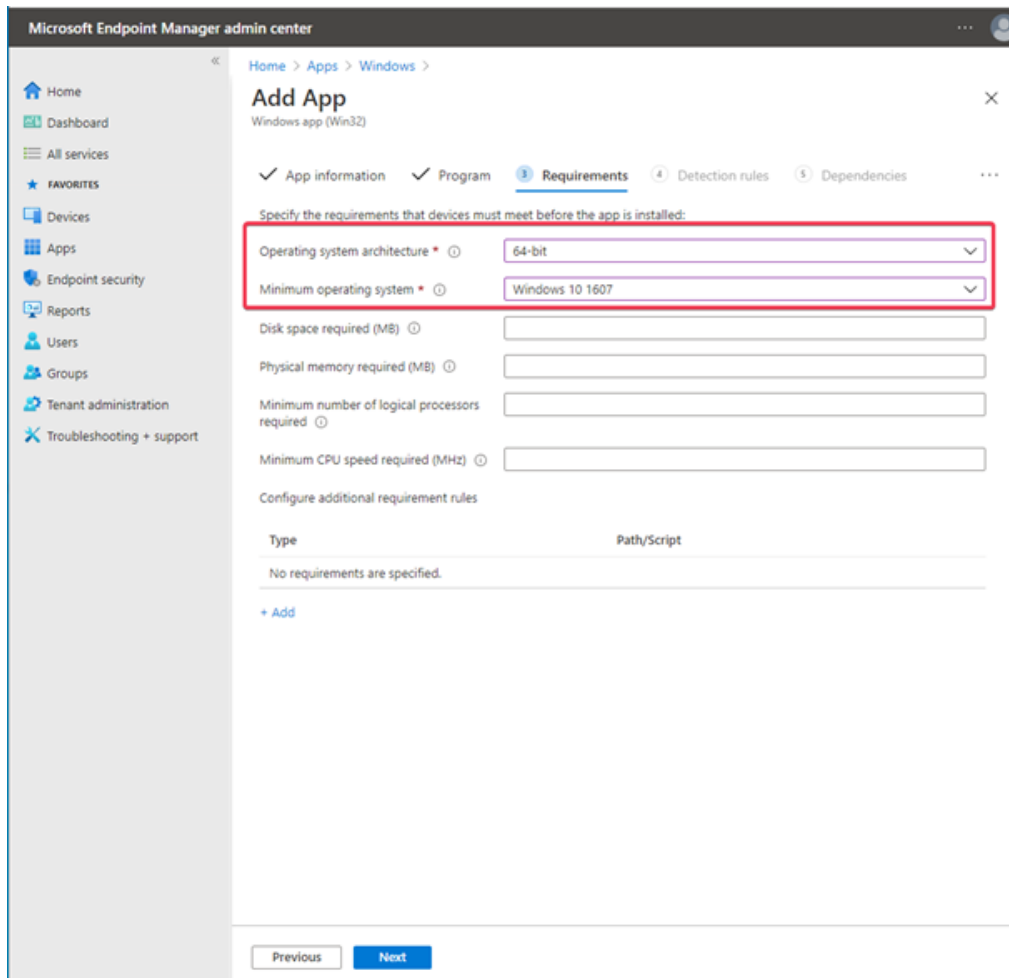 Microsoft Endpoint Manager admin center
...
«
Home > Apps > Windows >
Home
Dashboard
All services
FAVORITES
Devices
Apps
Endpoint security
Reports
Users
Groups
Tenant administration
Troubleshooting + support
Add App
Windows app (Win32)
App information
Program
3 Requirements
4 Detection rules
5 Dependencies
...
Specify the requirements that devices must meet before the app is installed:
Operating system architecture *
64-bit
Minimum operating system *
Windows 10 1607
Disk space required (MB)
Physical memory required (MB)
Minimum number of logical processors
required
Minimum CPU speed required (MHz)
Configure additional requirement rules
Type Path/Script
No requirements are specified.
+ Add
Previous Next